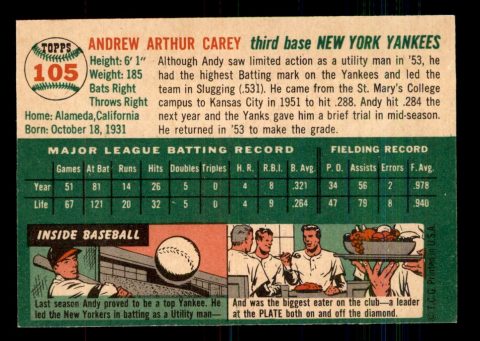 TOPPS
105
ANDREW ARTHUR CAREY third base NEW YORK YANKEES
Height: 6' 1"
Weight: 185
Bats Right
Throws Right
Home: Alameda, California
Born: October 18, 1931
Although Andy saw limited action as a utility man in '53, he
had the highest Batting mark on the Yankees and led the
team in Slugging (.531). He came from the St. Mary's College
campus to Kansas City in 1951 to hit .288. Andy hit .284 the
next year and the Yanks gave him a brief trial in mid-season.
He returned in '53 to make the grade.
MAJOR LEAGUE BATTING RECORD FIELDING RECORD
Games At Bat Runs Hits Doubles Triples H. R. R.B.I. B. Avg. P. O. Assists Errors F. Avg.
Year 51 81 14 26 5 0 4 8 .321 34 56 2 .978
Life 67 121 20 32 5 0 4 9 .264 47 79 8 .940
INSIDE BASEBALL
Last season Andy proved to be a top Yankee. He
led the New Yorkers in batting as a Utility man—
And was the biggest eater on the club—a leader
at the PLATE both on and off the diamond.
© T.C.G. Printed in U.S.A.